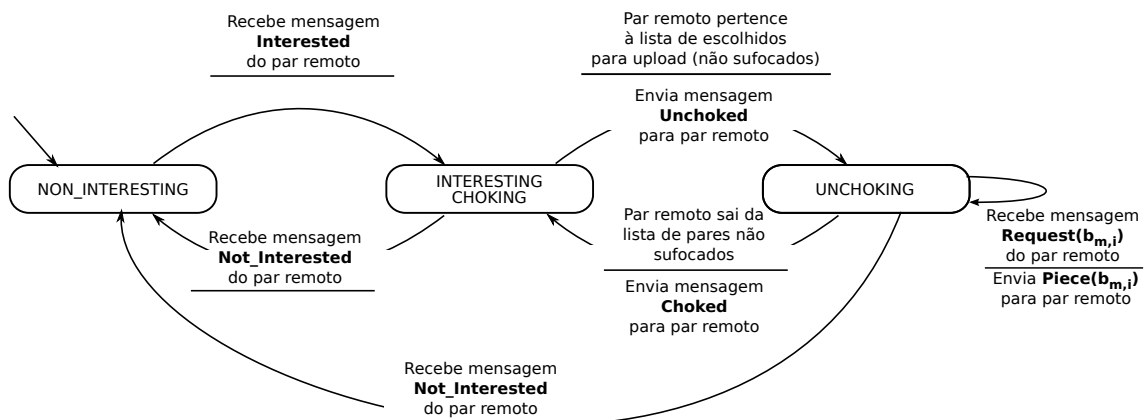 Recebe mensagem
Interested
do par remoto
Par remoto pertence
à lista de escolhidos
para upload (não sufocados)
Envia mensagem
Unchoked
para par remoto
NON_INTERESTING
INTERESTING
CHOKING
UNCHOKING
Recebe mensagem
Not_Interested
do par remoto
Par remoto sai da
lista de pares não
sufocados
Envia mensagem
Choked
para par remoto
Recebe mensagem
Request(bm,i)
do par remoto
Envia Piece(bm,i)
para par remoto
Recebe mensagem
Not_Interested
do par remoto